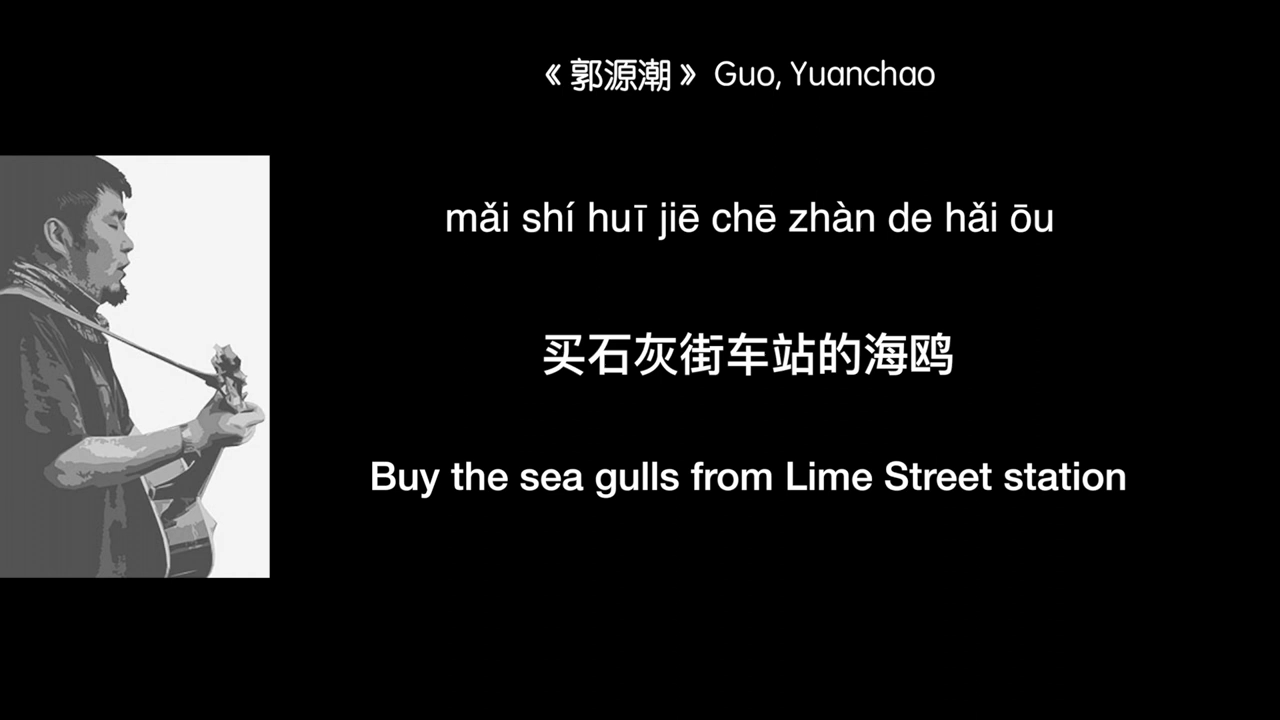 《郭源潮》 Guo, Yuanchao
mǎi shí huī jiē chē zhàn de hǎi ōu
买石灰街车站的海鸥
Buy the sea gulls from Lime Street station